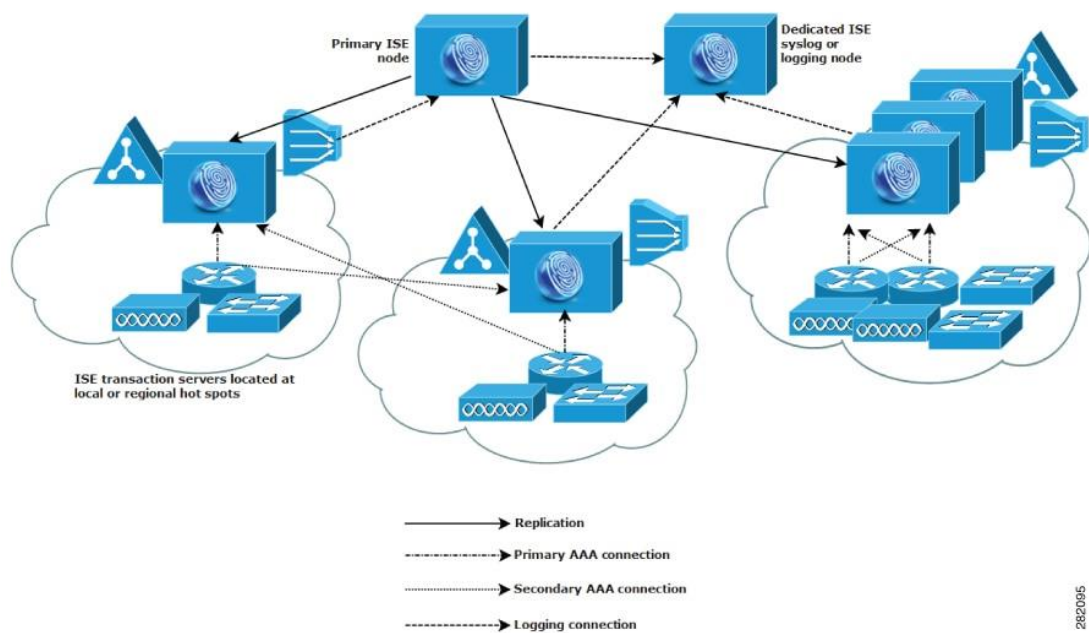 Primary ISE
node
Dedicated ISE
syslog or
logging node
ISE transaction servers located at
local or regional hot spots
Replication
Primary AAA connection
Secondary AAA connection
Logging connection
282095